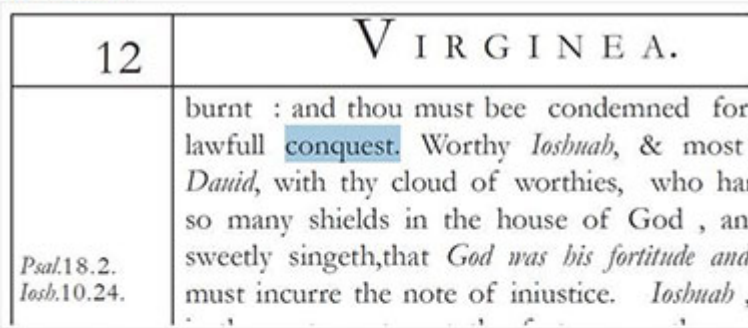 12
VIRGINEA.
burnt : and thou must bee condemned for
lawfull conquest. Worthy Ioshuah, & most
Dauid, with thy cloud of worthies, who
so many shields in the house of God ,
sweetly singeth,that God was his fortitude and
Psal.18.2.
must incurre the note of iniustice. Ioshuah ,
Iosh.10.24.